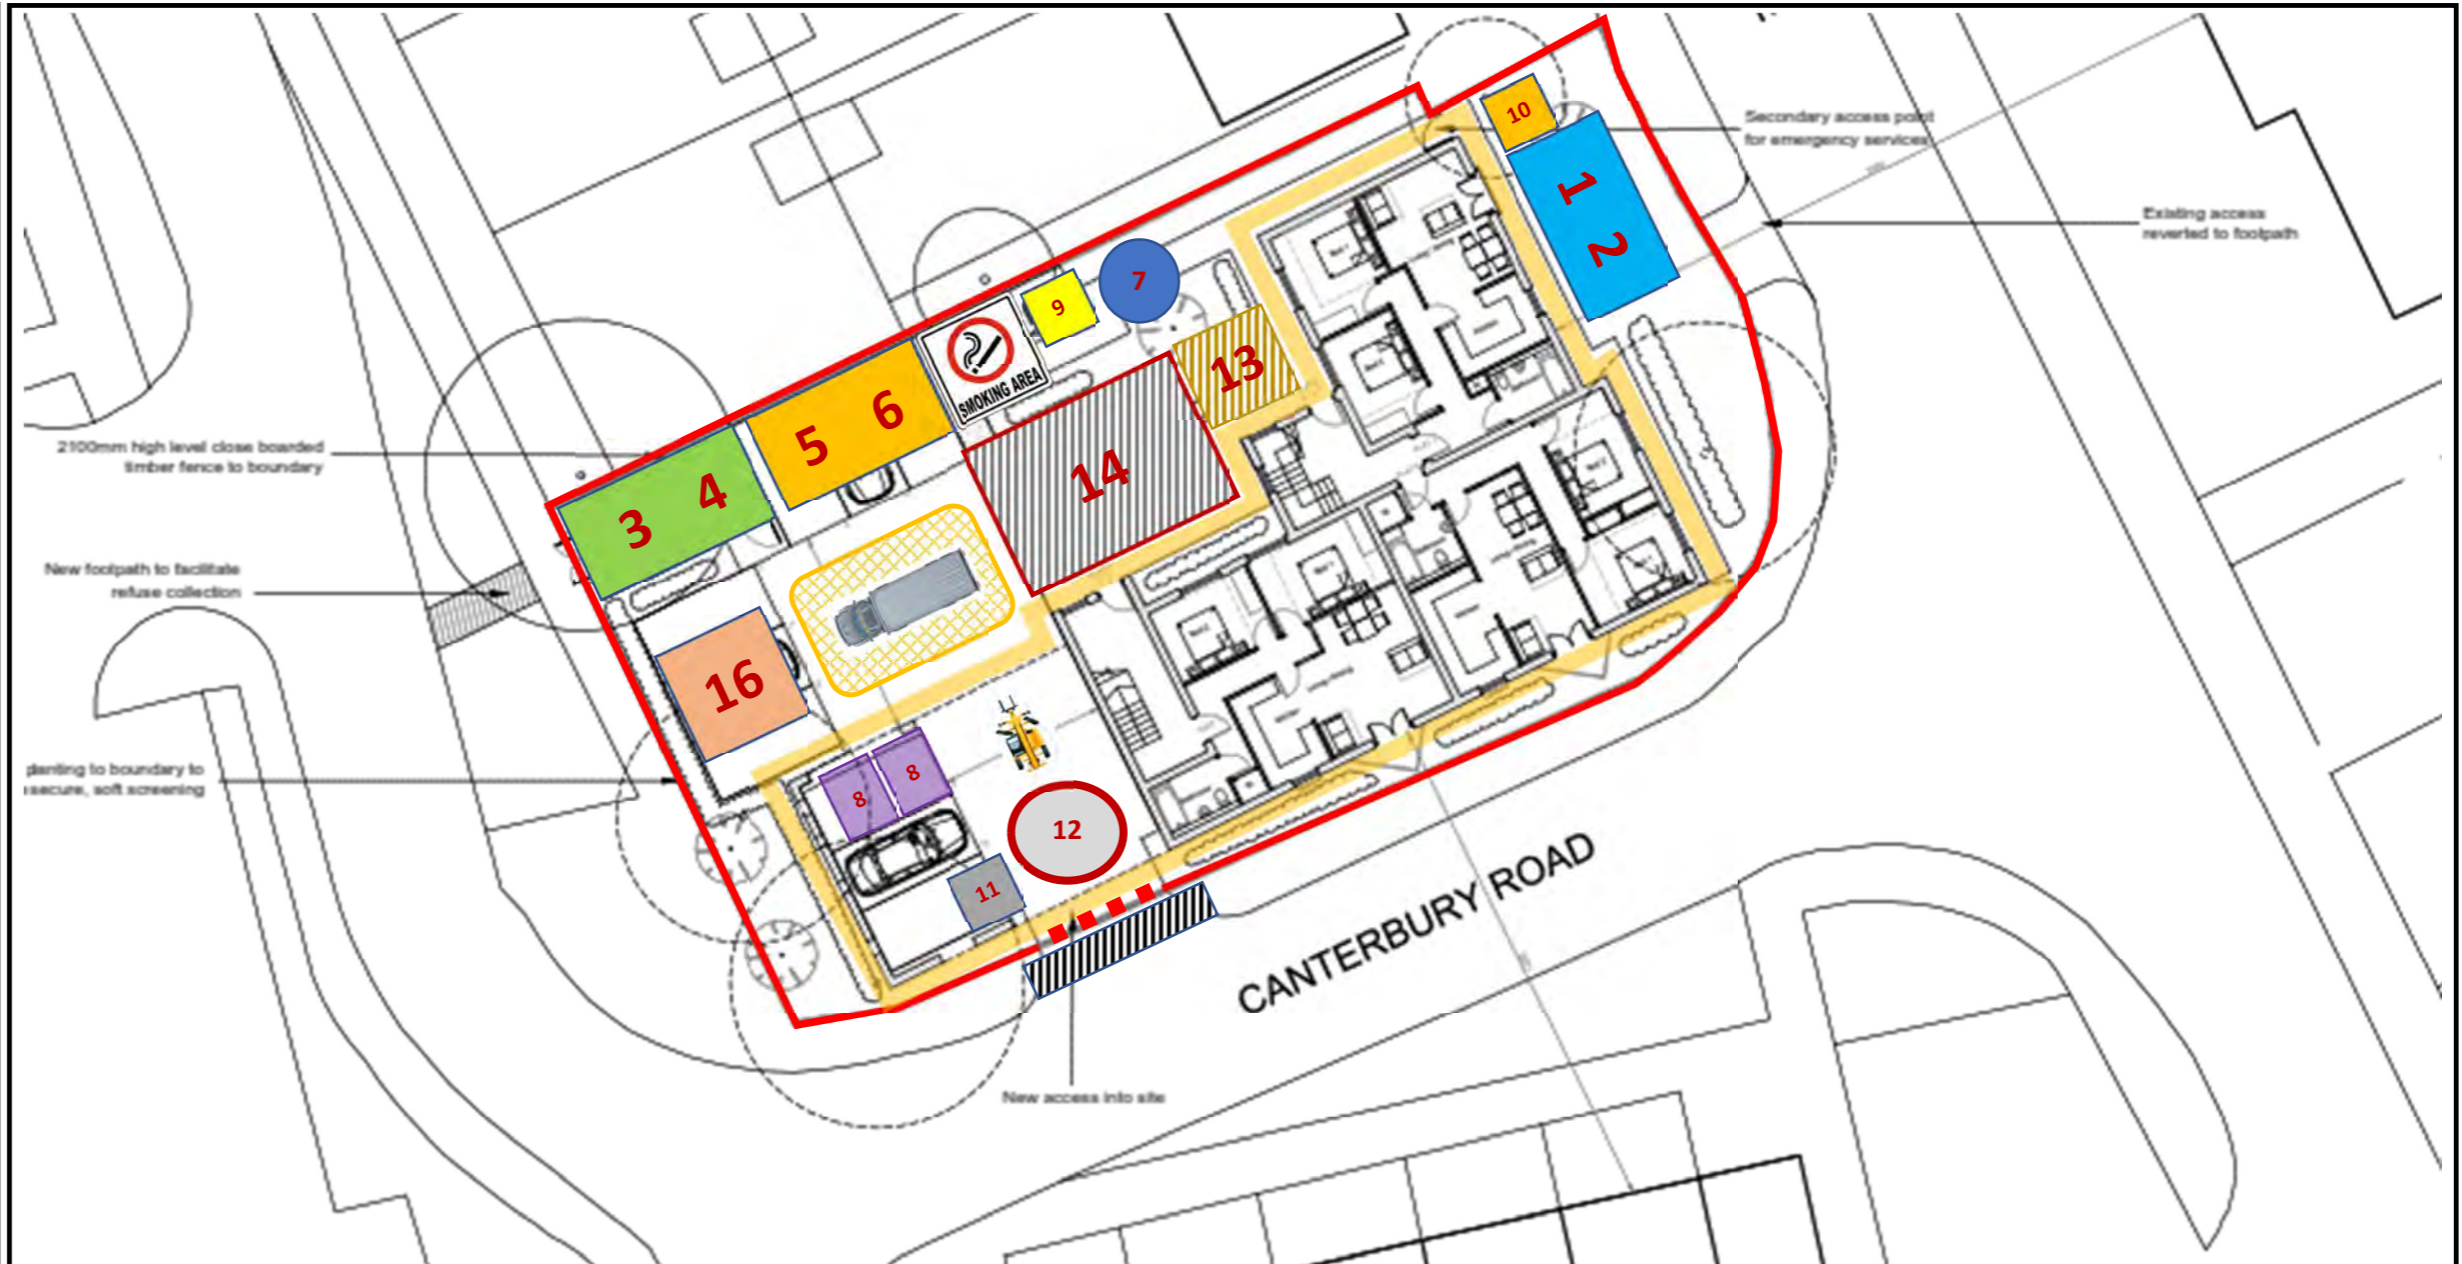 10
Secondary access point
for emergency services
1 2
Existing access
reverted to footpath
7
9
SMOKING AREA
13
5 6
14
2100mm high level close boarded
timber fence to boundary
3 4
New footpath to facilitate
refuse collection
16
planting to boundary to
secure, soft screening
8
8
12
11
CANTERBURY ROAD
New access into site